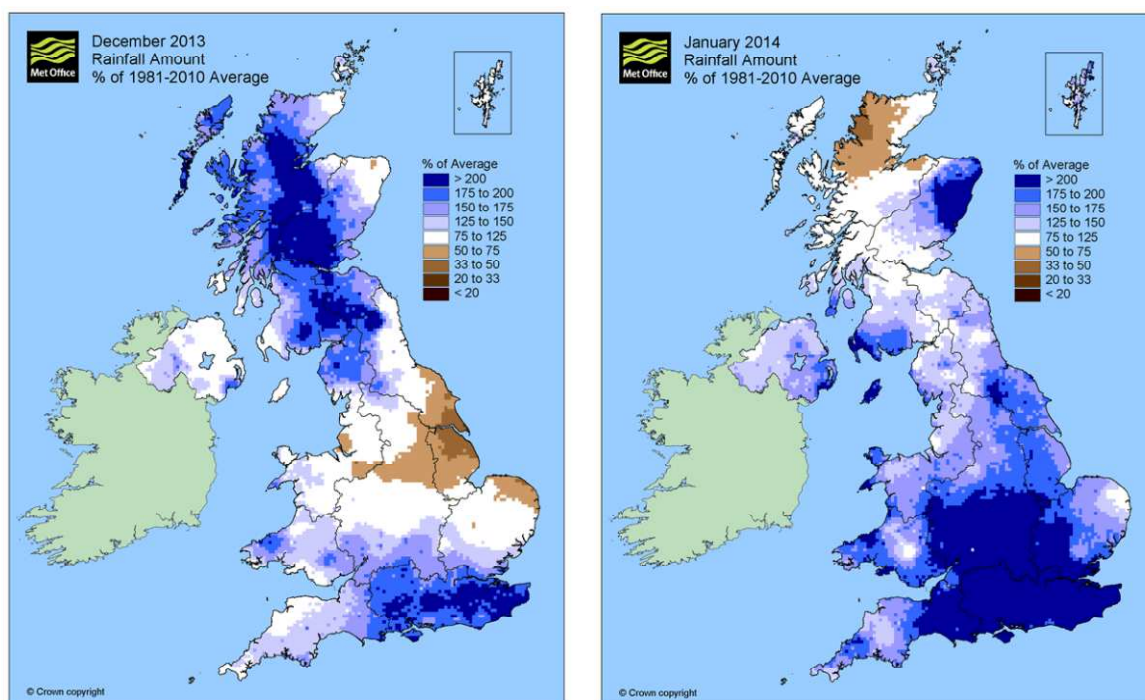 Met Office
December 2013
Rainfall Amount
% of 1981-2010 Average
% of Average
> 200
175 to 200
150 to 175
125 to 150
75 to 125
50 to 75
33 to 50
20 to 33
< 20
© Crown copyright
Met Office
January 2014
Rainfall Amount
% of 1981-2010 Average
% of Average
> 200
175 to 200
150 to 175
125 to 150
75 to 125
50 to 75
33 to 50
20 to 33
< 20
© Crown copyright